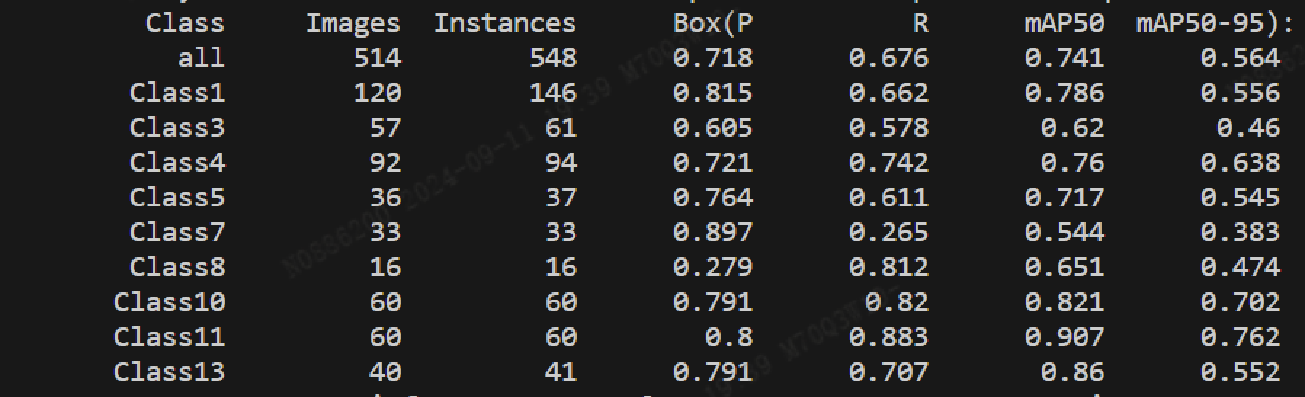 Class Images Instances Box(P R mAP50 mAP50-95):
all 514 548 0.718 0.676 0.741 0.564
Class1 120 146 0.815 0.662 0.786 0.556
Class3 57 61 0.605 0.578 0.62 0.46
Class4 92 94 0.721 0.742 0.76 0.638
Class5 36 37 0.764 0.611 0.717 0.545
Class7 33 33 0.897 0.265 0.544 0.383
Class8 16 16 0.279 0.812 0.651 0.474
Class10 60 60 0.791 0.82 0.821 0.702
Class11 60 60 0.8 0.883 0.907 0.762
Class13 40 41 0.791 0.707 0.86 0.552